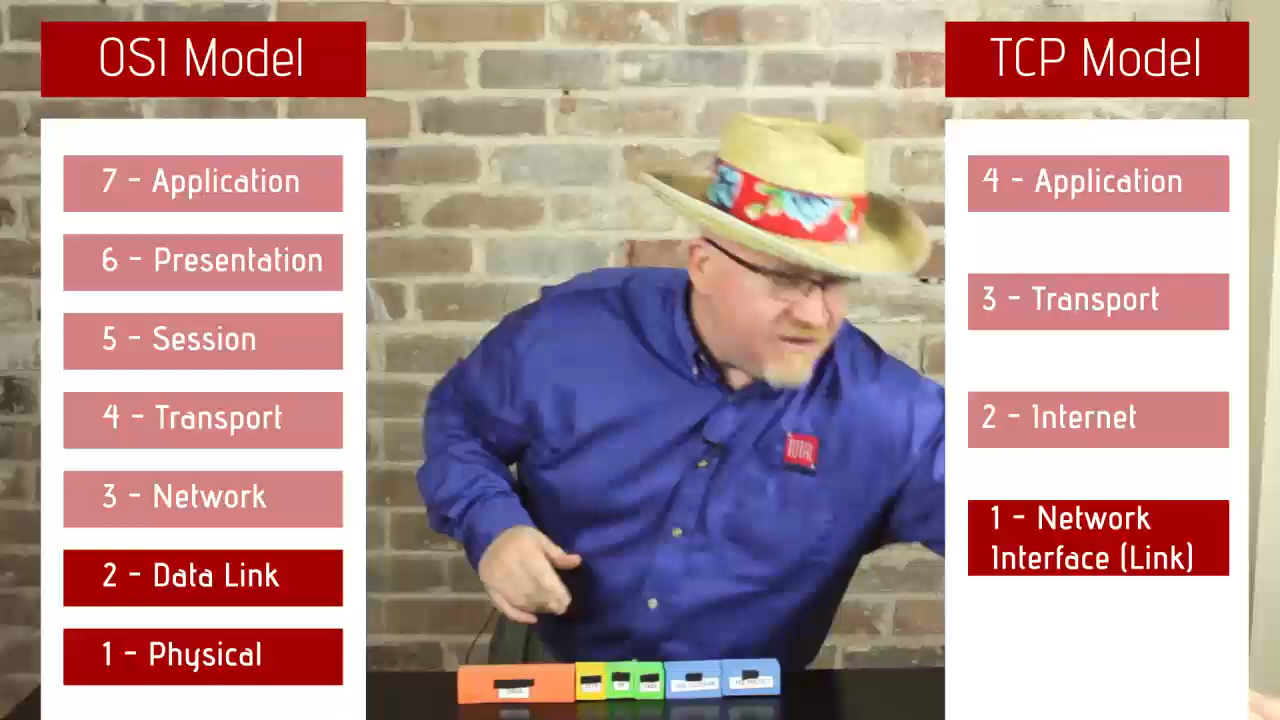 OSI Model
7 - Application
6 - Presentation
5 - Session
4 - Transport
3 - Network
2 - Data Link
1 - Physical
TCP Model
4 - Application
3 - Transport
2 - Internet
1 - Network
Interface (Link)
TOTAL